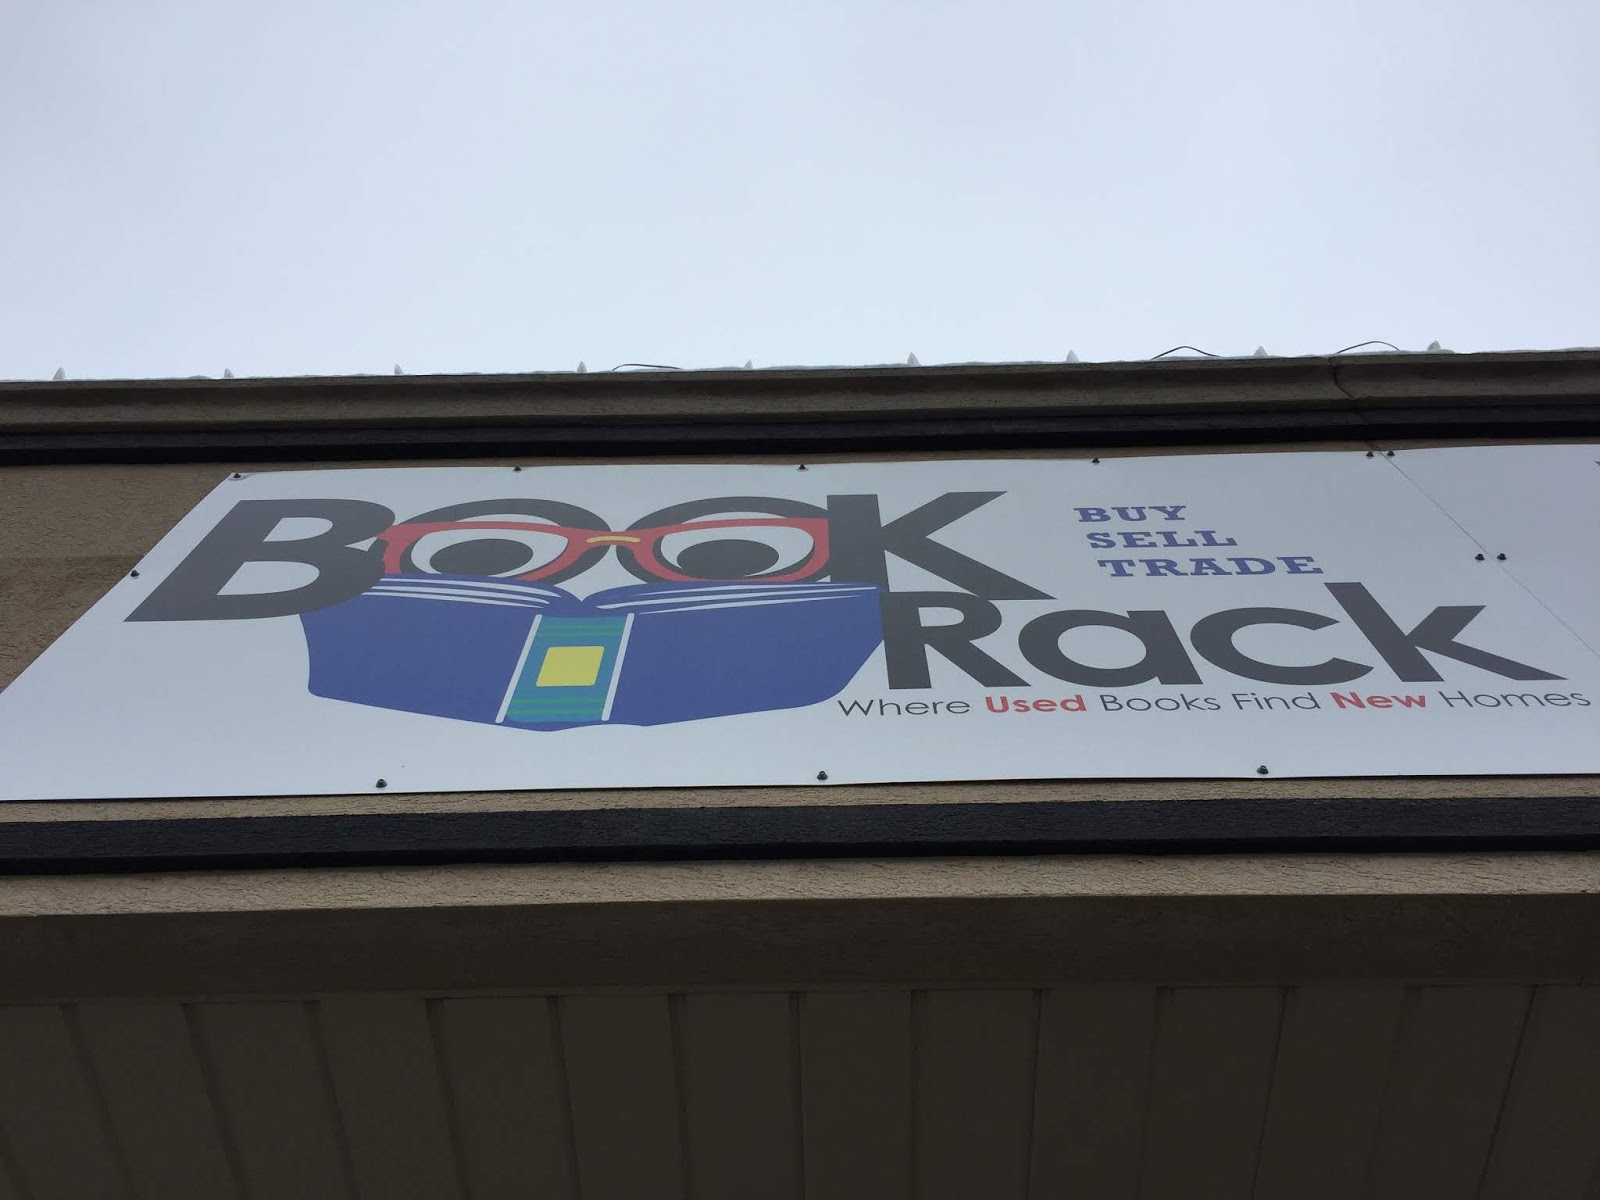 Book
BUY
SELL
TRADE
Rack
Where Used Books Find New Homes